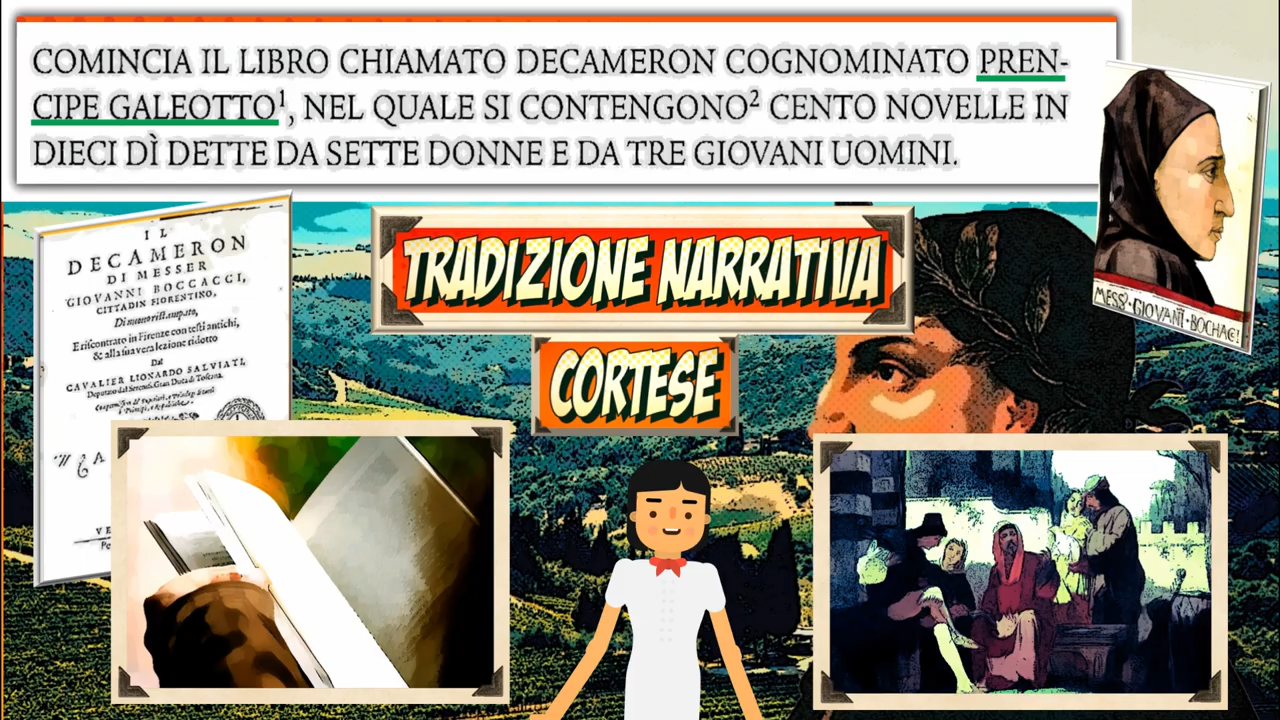 COMINCIA IL LIBRO CHIAMATO DECAMERON COGNOMINATO PREN-
CIPE GALEOTTO¹, NEL QUALE SI CONTENGONO² CENTO NOVELLE IN
DIECI DÌ DETTE DA SETTE DONNE E DA TRE GIOVANI UOMINI.
MESS. GIOVANI BOCHACI
IL
DECAMERON
DI MESSER
GIOVANNI BOCCACCI,
CITTADIN FIORENTINO,
E riscontrato in Firenze con testi antichi,
& alla sua vera lezione ridotto
Dal
CAVALIER LIONARDO SALVIATI,
TRADIZIONE NARRATIVA
CORTESE